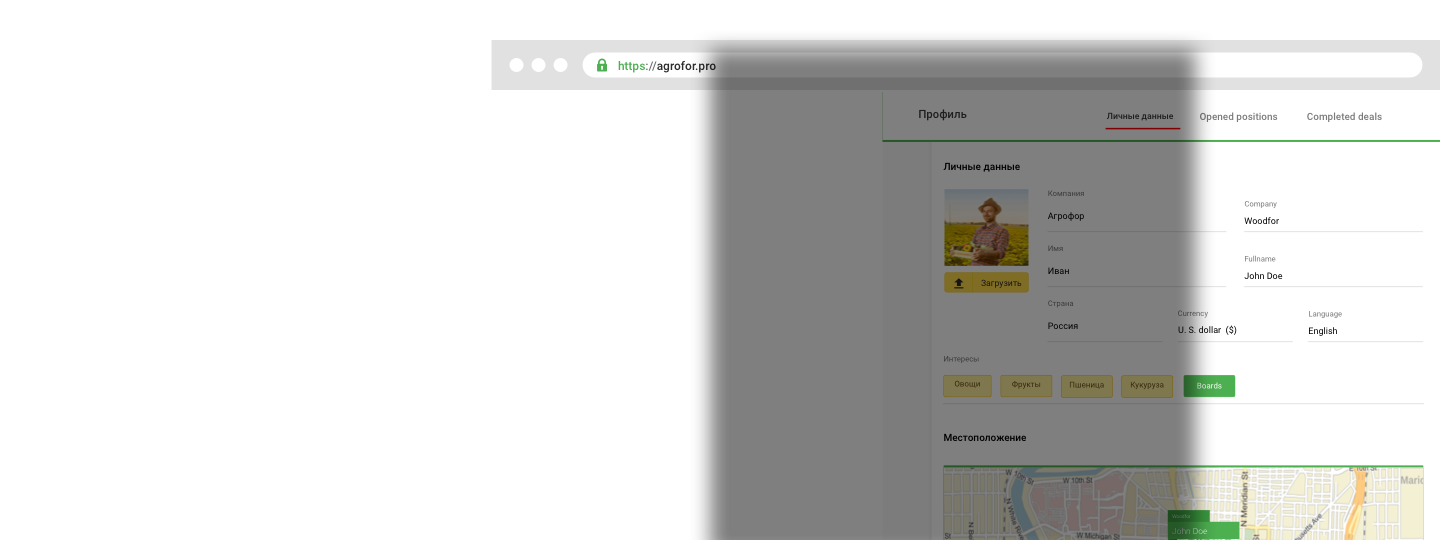 https://agrofor.pro
Профиль
Личные данные
Opened positions
Completed deals
Личные данные
Компания
Агрофор
Company
Woodfor
Имя
Иван
Fullname
John Doe
Загрузить
Страна
Россия
Currency
U. S. dollar ($)
Language
English
Интересы
Овощи
Фрукты
Пшеница
Кукуруза
Boards
Местоположение
W 10th St
W 10th St
E 10th St
N Meridian St
W Michigan St
John Doe